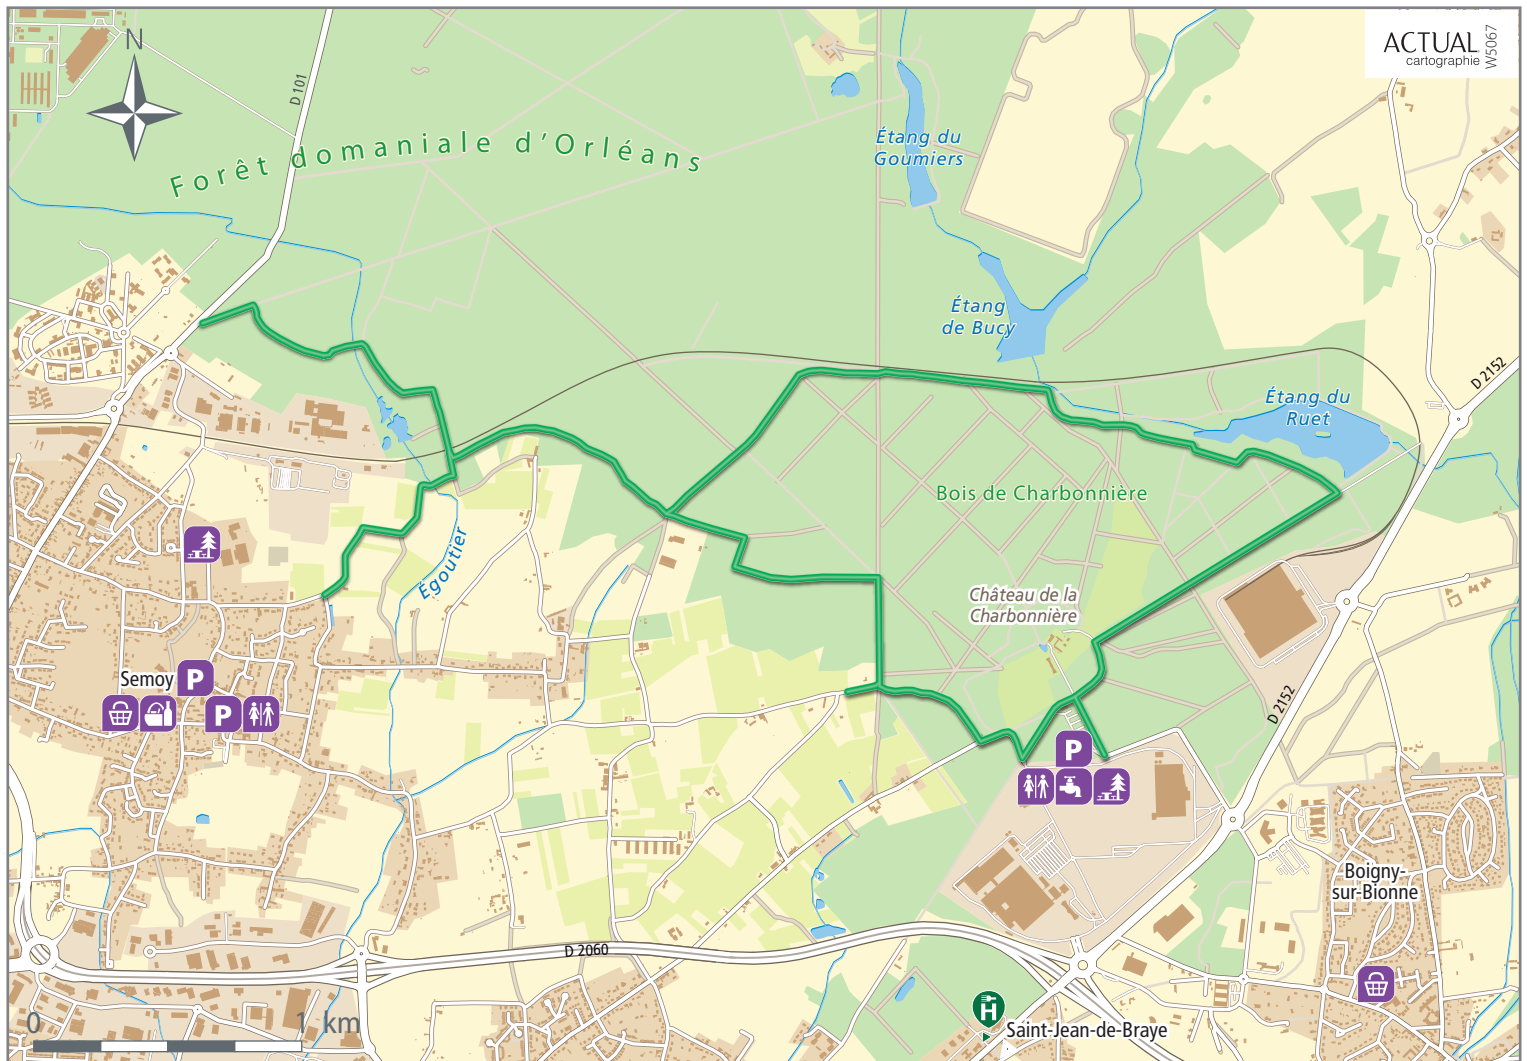 N
D 101
ACTUAL
cartographie
W5067
Forêt domaniale d'Orléans
Étang du
Goumiers
Étang
de Bucy
D 2152
Étang du
Ruet
Bois de Charbonnière
Égoutier
Château de la
Charbonnière
Semoy
P
P
P
D 2152
Boigny-
sur-Bionne
D 2060
H
Saint-Jean-de-Braye
0 1 km